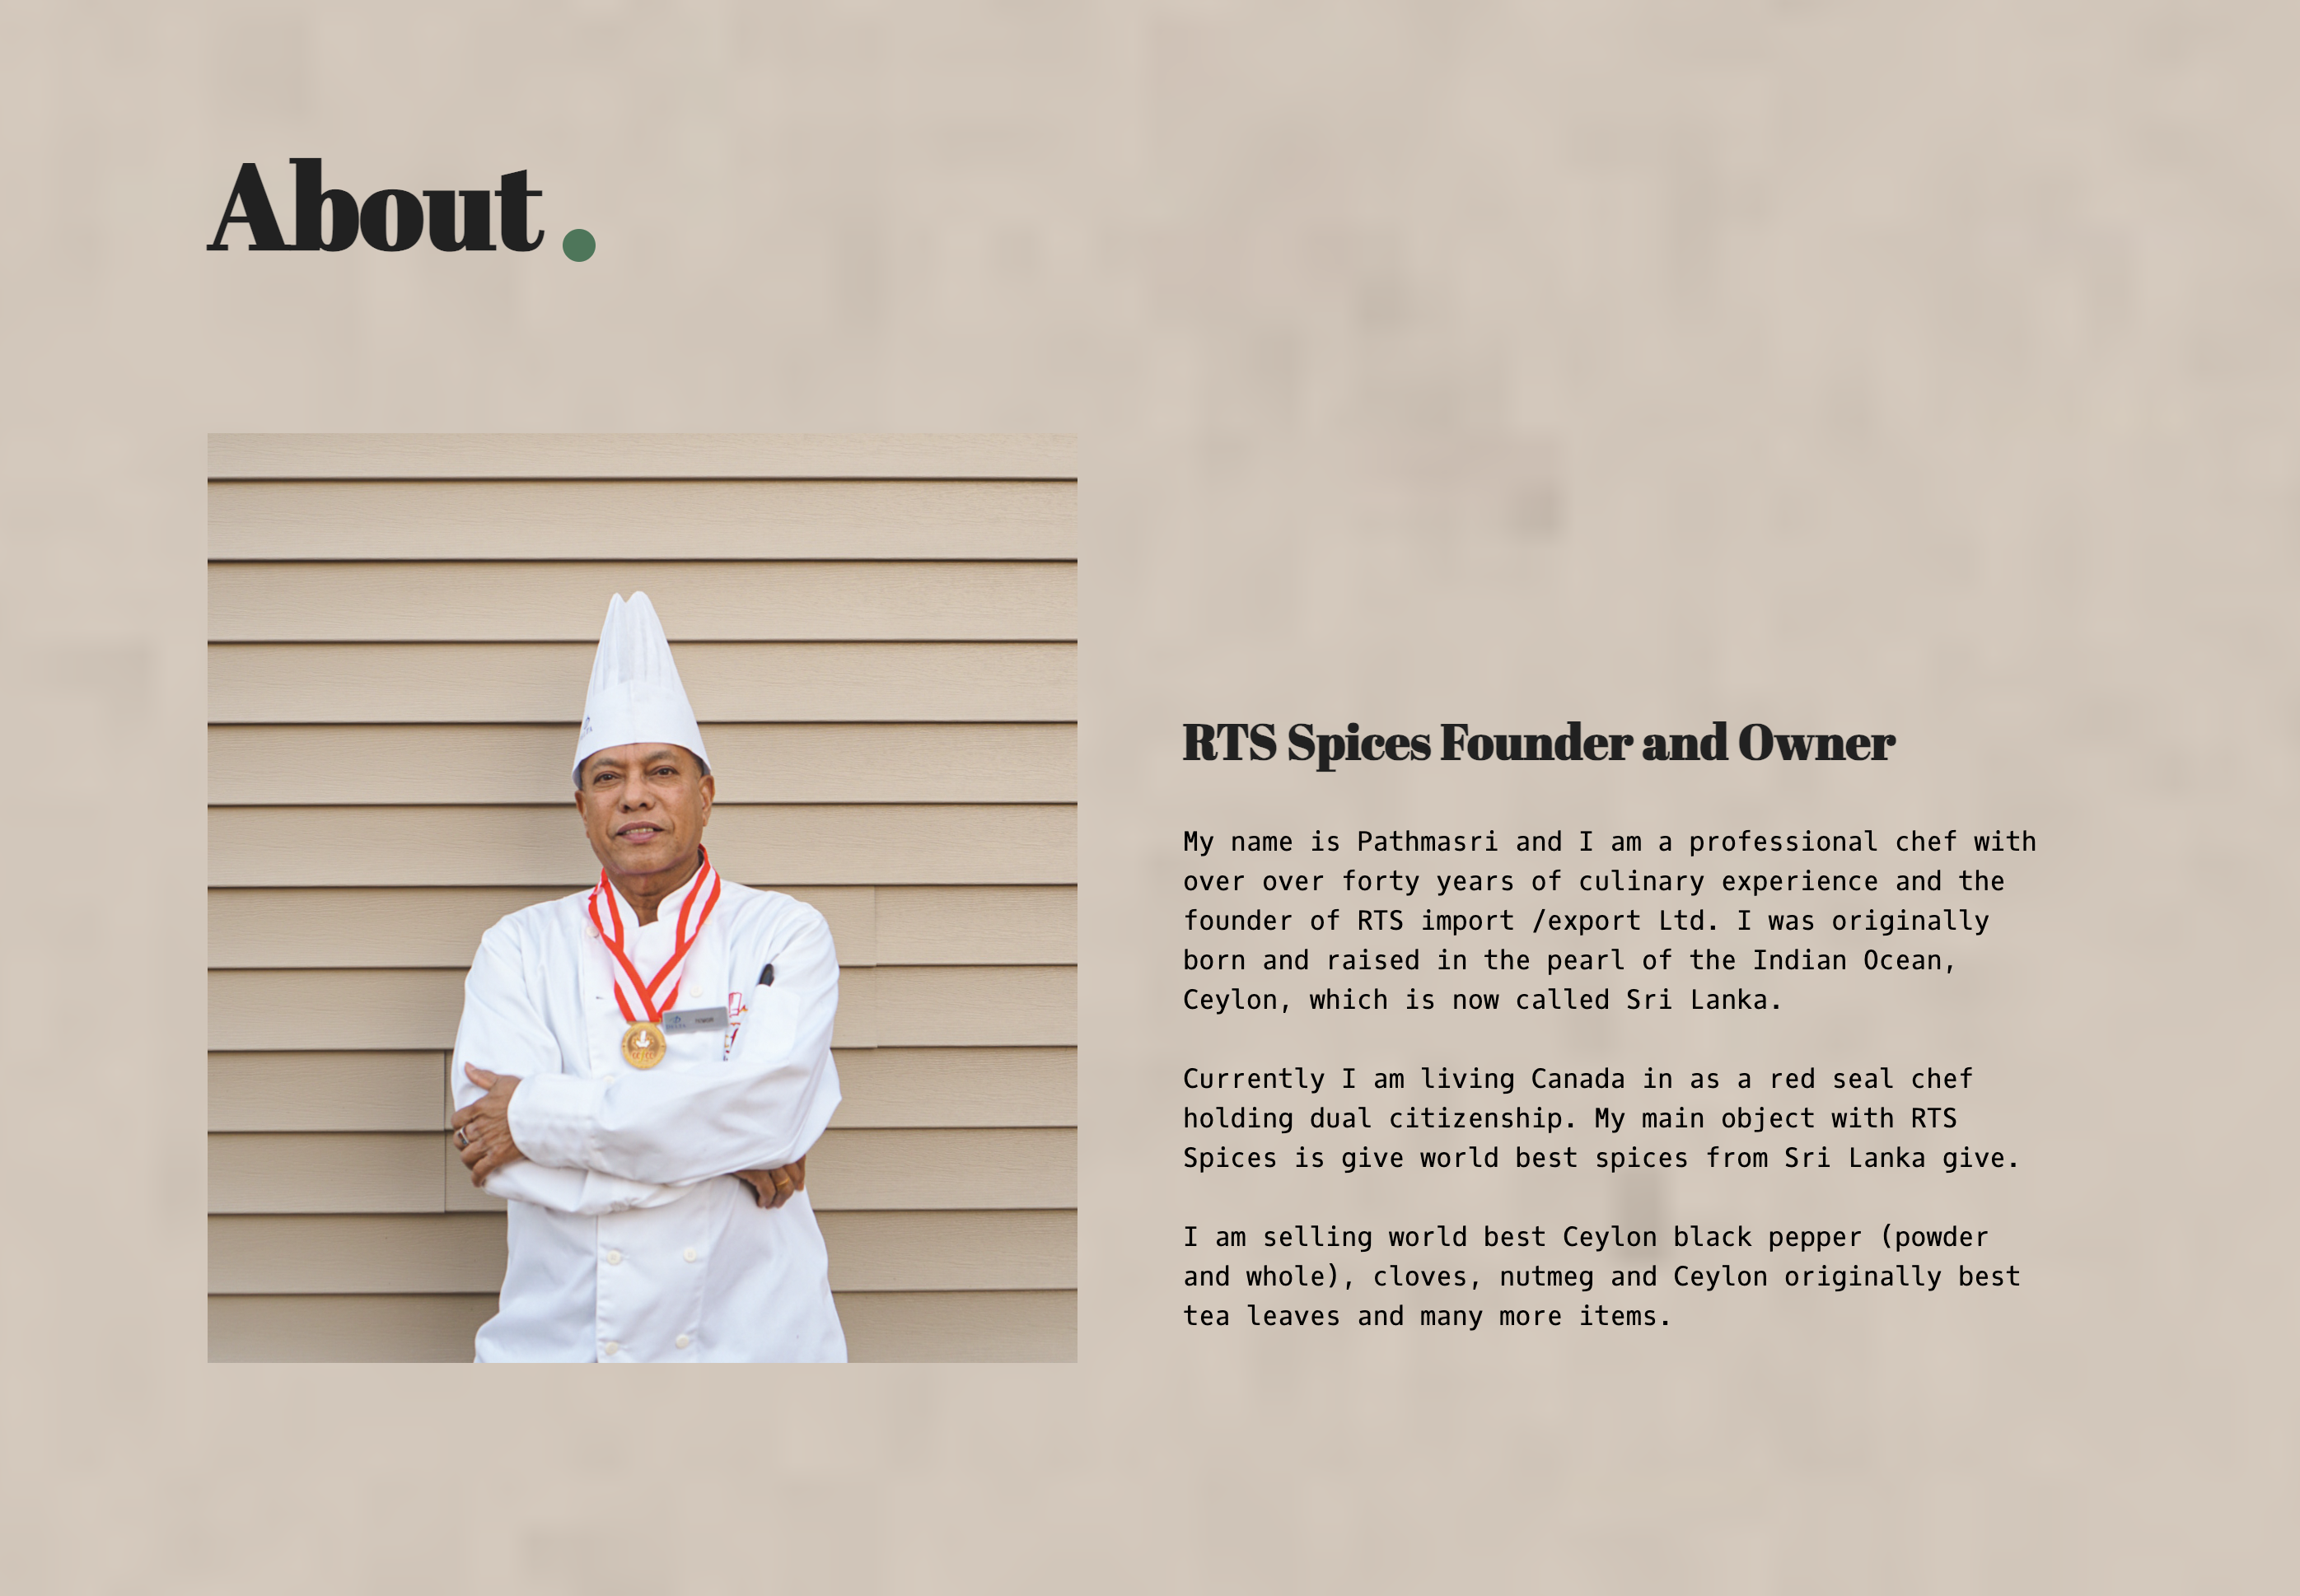 About.
RTS Spices Founder and Owner
My name is Pathmasri and I am a professional chef with
over over forty years of culinary experience and the
founder of RTS import /export Ltd. I was originally
born and raised in the pearl of the Indian Ocean,
Ceylon, which is now called Sri Lanka.
Currently I am living Canada in as a red seal chef
holding dual citizenship. My main object with RTS
Spices is give world best spices from Sri Lanka give.
I am selling world best Ceylon black pepper (powder
and whole), cloves, nutmeg and Ceylon originally best
tea leaves and many more items.